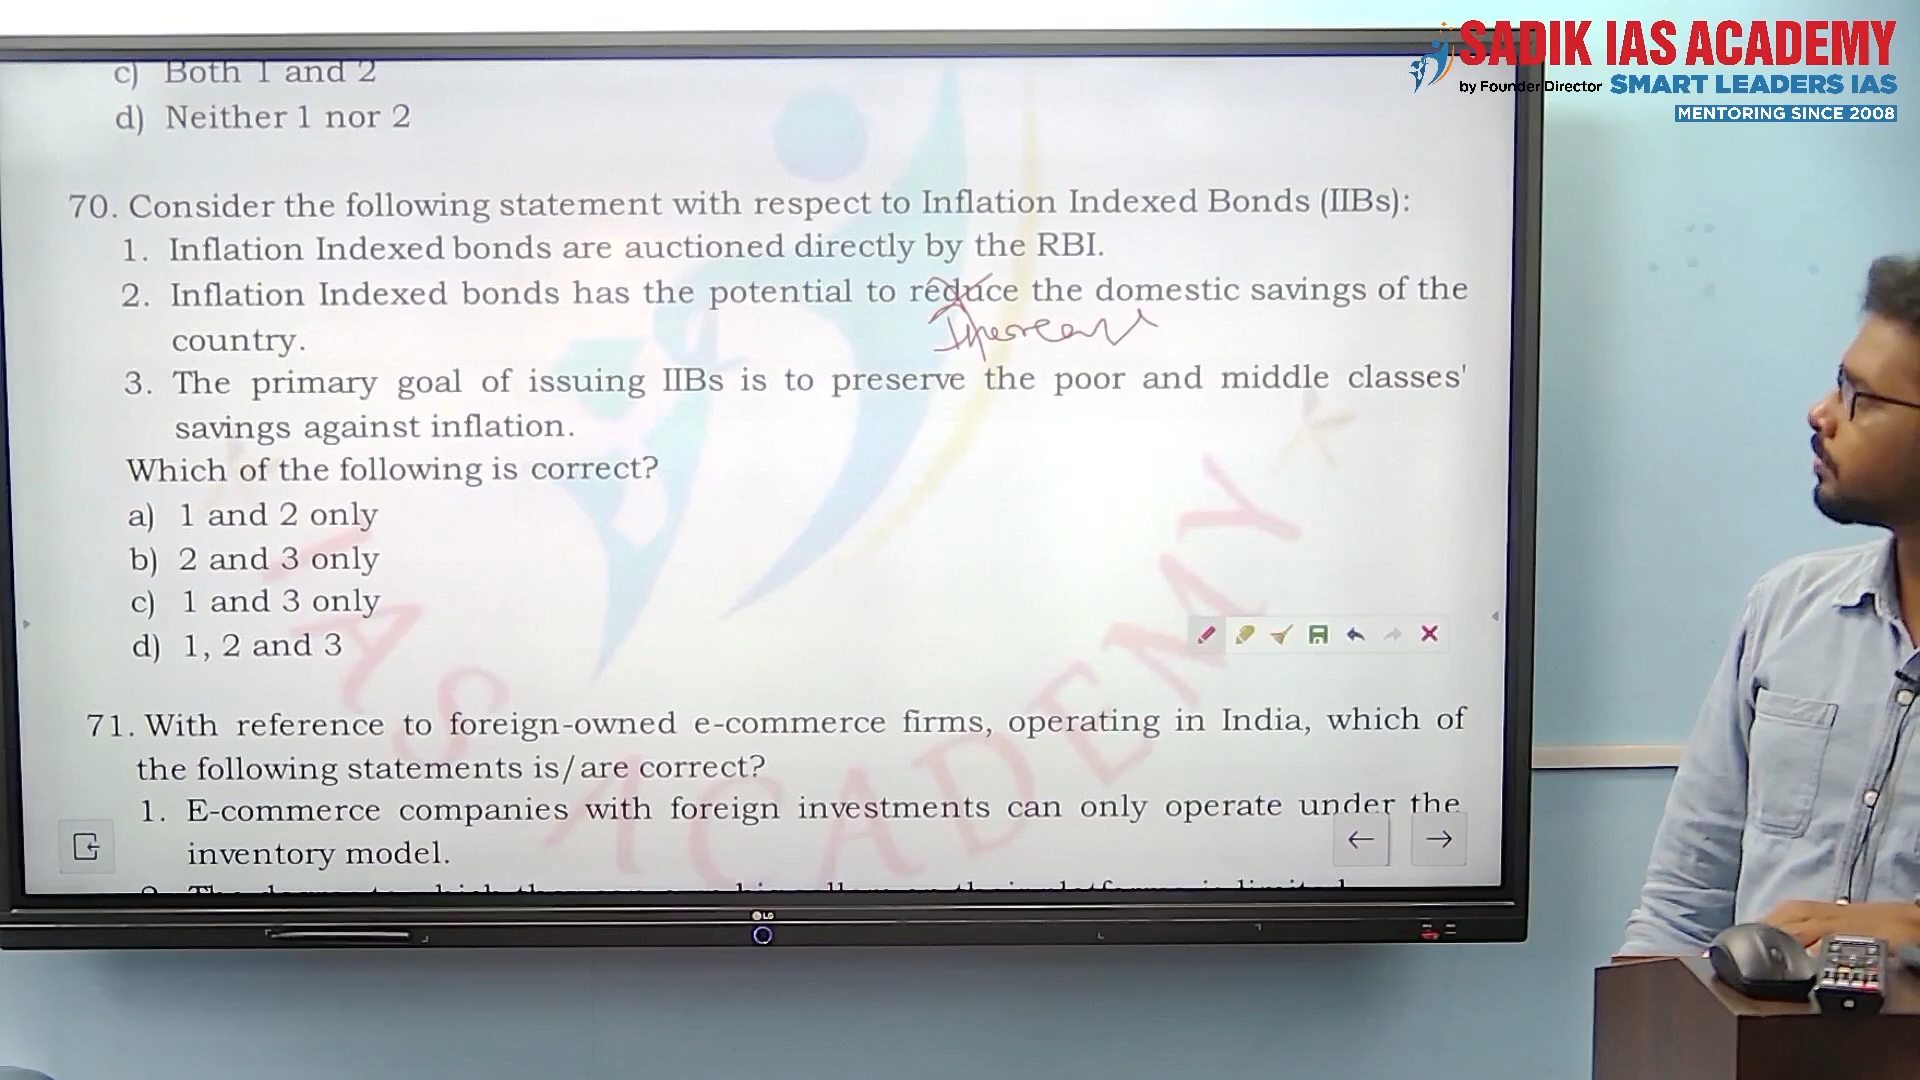 SADIK IAS ACADEMY
by Founder Director SMART LEADERS IAS
MENTORING SINCE 2008
c) Both 1 and 2
d) Neither 1 nor 2
70. Consider the following statement with respect to Inflation Indexed Bonds (IIBs):
1. Inflation Indexed bonds are auctioned directly by the RBI.
2. Inflation Indexed bonds has the potential to reduce the domestic savings of the
country.
3. The primary goal of issuing IIBs is to preserve the poor and middle classes'
savings against inflation.
Which of the following is correct?
a) 1 and 2 only
b) 2 and 3 only
c) 1 and 3 only
d) 1, 2 and 3
71. With reference to foreign-owned e-commerce firms, operating in India, which of
the following statements is/are correct?
1. E-commerce companies with foreign investments can only operate under the
inventory model.
LG
IAS ACADEMY